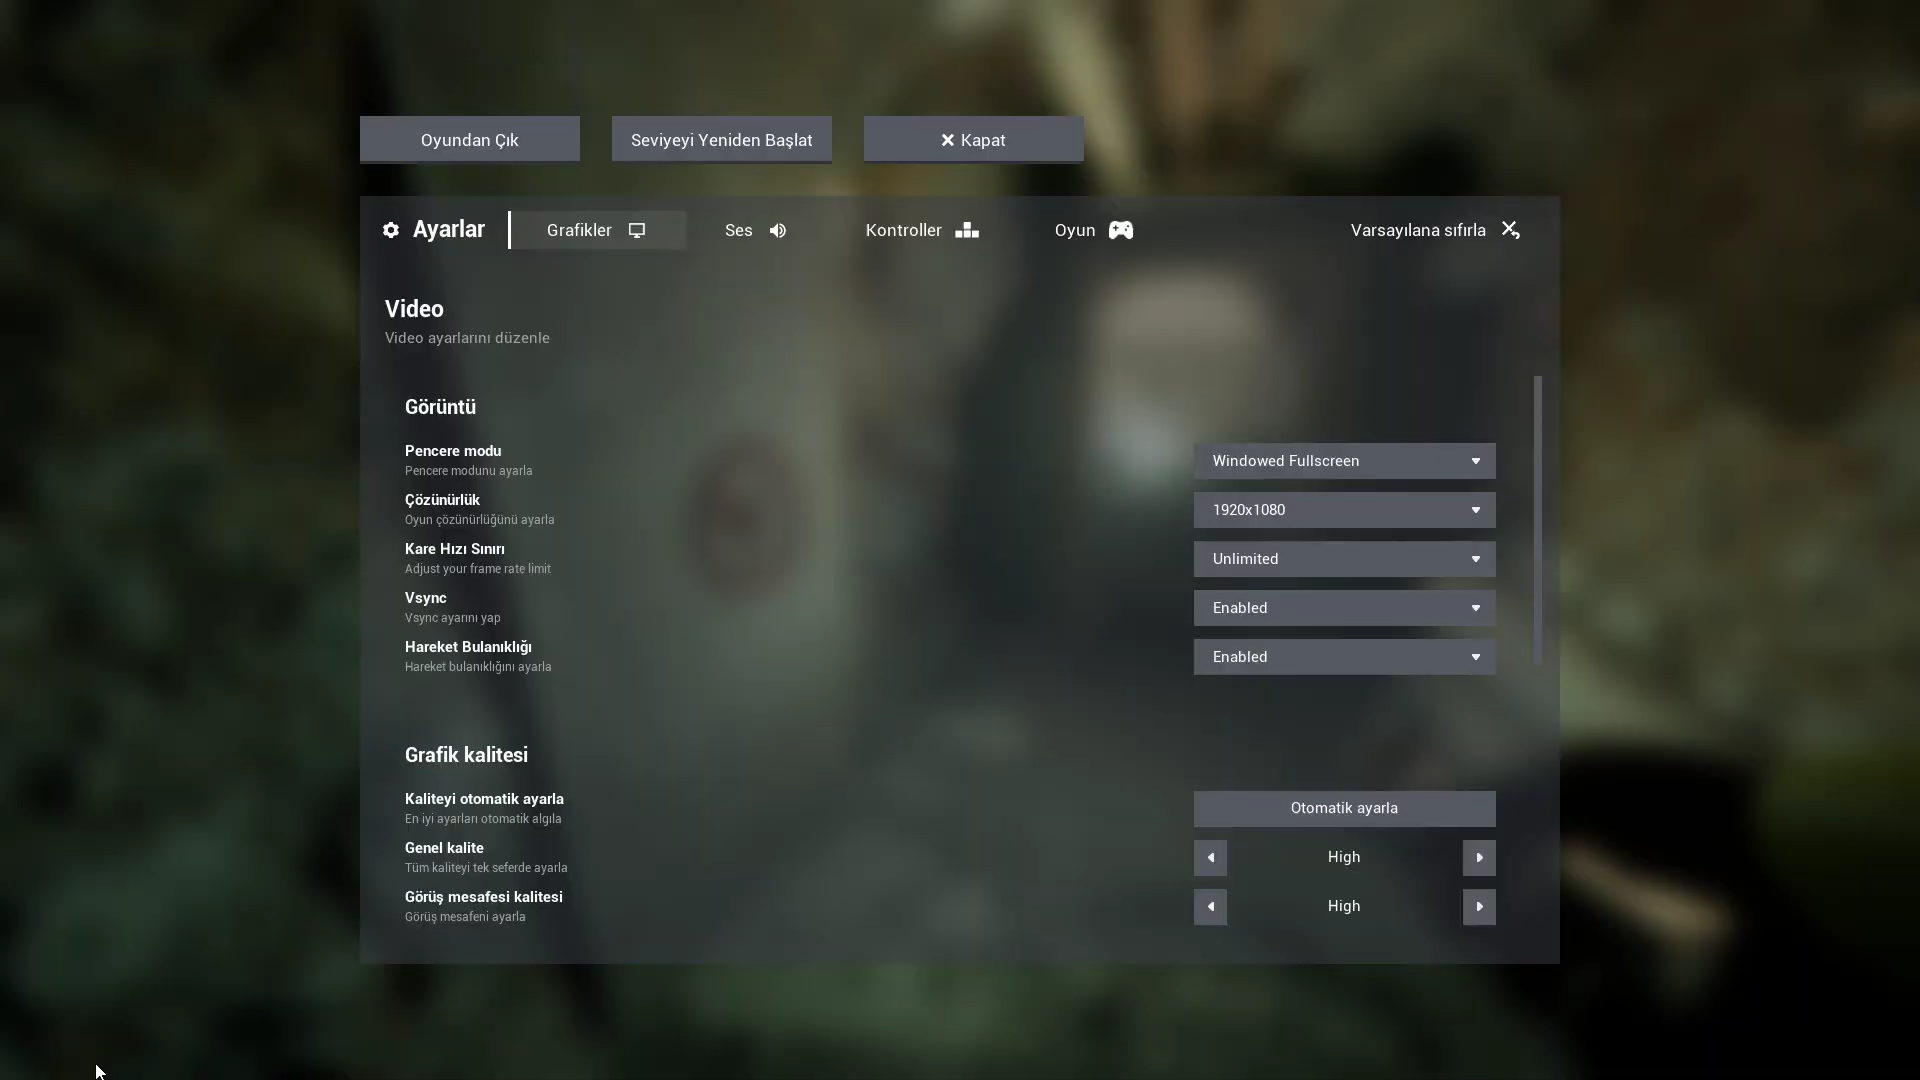 Oyundan Çık
Seviyeyi Yeniden Başlat
Kapat
Ayarlar
Grafikler
Ses
Kontroller
Oyun
Varsayılana sıfırla
Video
Video ayarlarını düzenle
Görüntü
Pencere modu
Pencere modunu ayarla
Windowed Fullscreen
Çözünürlük
Oyun çözünürlüğünü ayarla
1920x1080
Kare Hızı Sınırı
Adjust your frame rate limit
Unlimited
Vsync
Vsync ayarını yap
Enabled
Hareket Bulanıklığı
Hareket bulanıklığını ayarla
Enabled
Grafik kalitesi
Kaliteyi otomatik ayarla
En iyi ayarları otomatik algıla
Otomatik ayarla
Genel kalite
Tüm kaliteyi tek seferde ayarla
High
Görüş mesafesi kalitesi
Görüş mesafeni ayarla
High